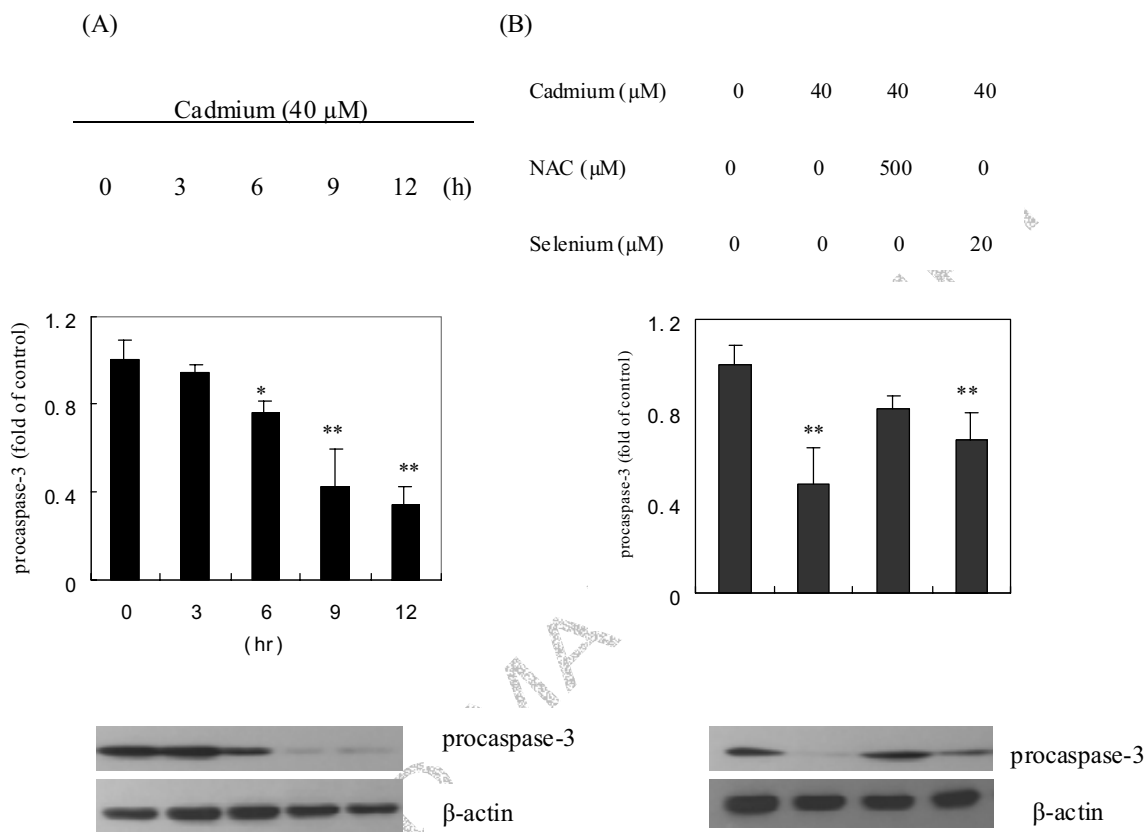 (A)
Cadmium (40 μM)
0 3 6 9 12 (h)
procaspase-3 (fold of control)
1.2
0.8
0.4
0
*
**
**
0 3 6 9 12
(hr)
procaspase-3
β-actin
(B)
Cadmium (μM) 0 40 40 40
NAC (μM) 0 0 500 0
Selenium (μM) 0 0 0 20
procaspase-3 (fold of control)
1.2
0.8
0.4
0
**
**
procaspase-3
β-actin